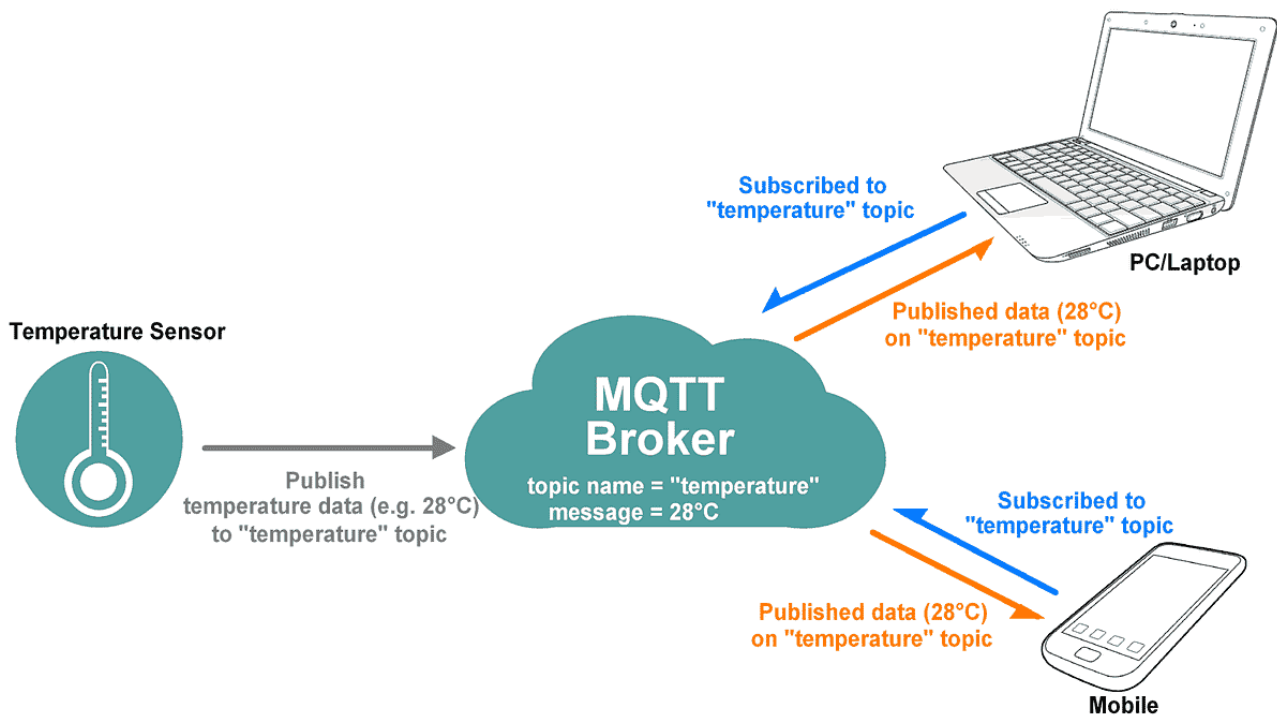 Temperature Sensor
Publish
temperature data (e.g. 28°C)
to "temperature" topic
MQTT
Broker
topic name = "temperature"
message = 28°C
Subscribed to
"temperature" topic
PC/Laptop
Published data (28°C)
on "temperature" topic
Subscribed to
"temperature" topic
Published data (28°C)
on "temperature" topic
Mobile